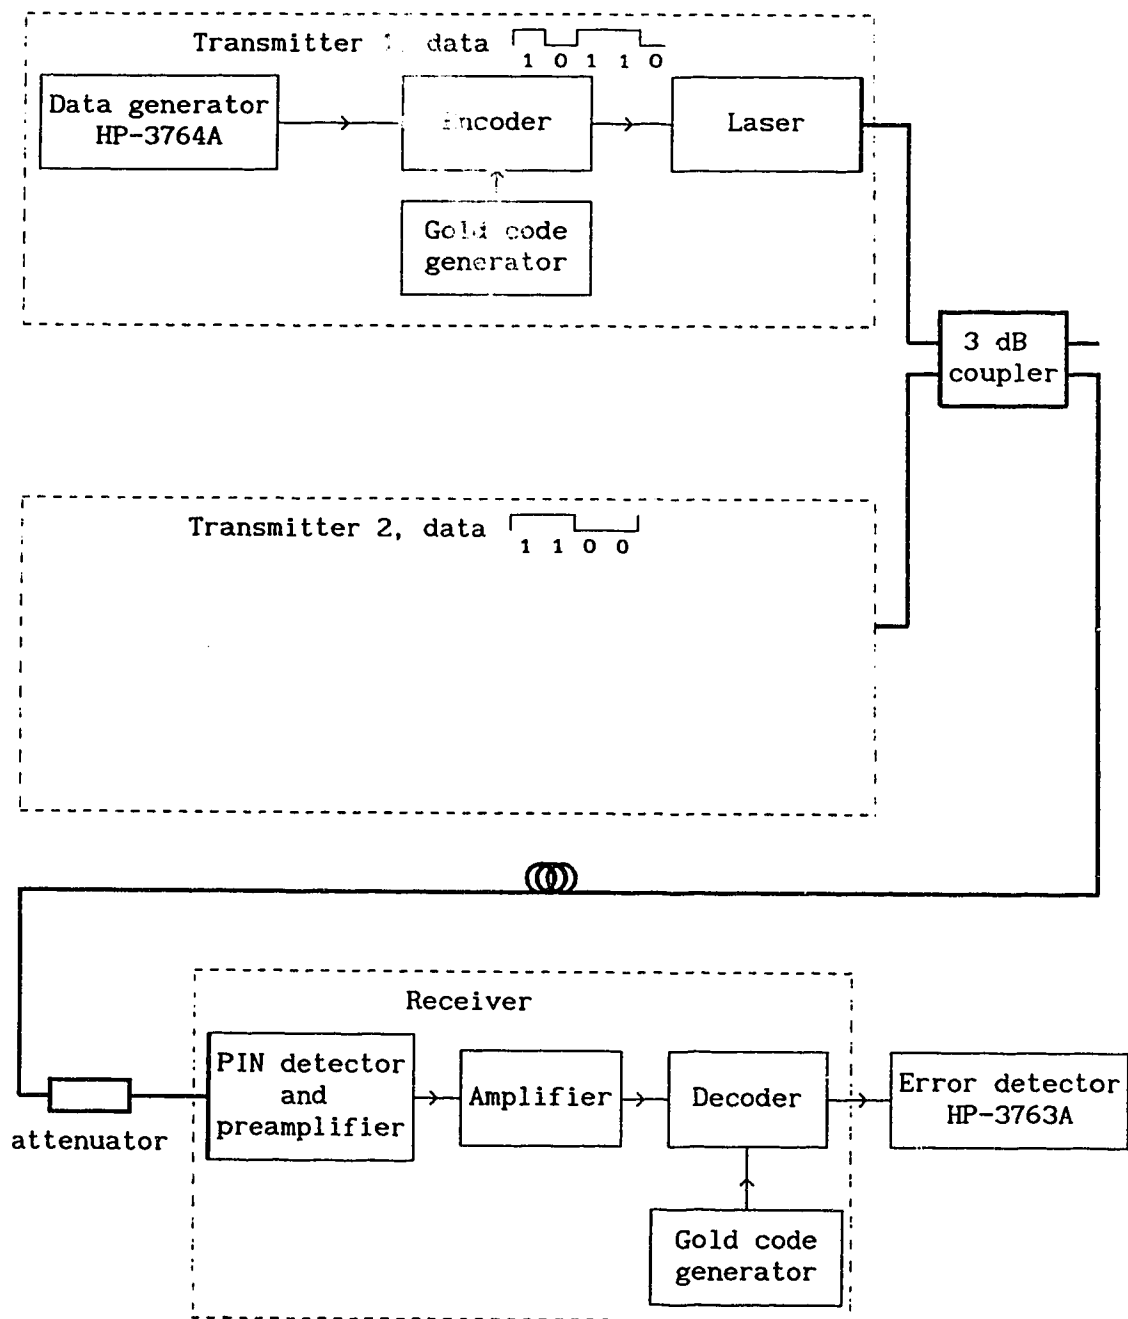 Transmitter 1, data
1 0 1 1 0
Data generator
HP-3764A
Encoder
Laser
Gold code
generator
3 dB
coupler
Transmitter 2, data
1 1 0 0
Receiver
PIN detector
and
preamplifier
Amplifier
Decoder
Error detector
HP-3763A
attenuator
Gold code
generator